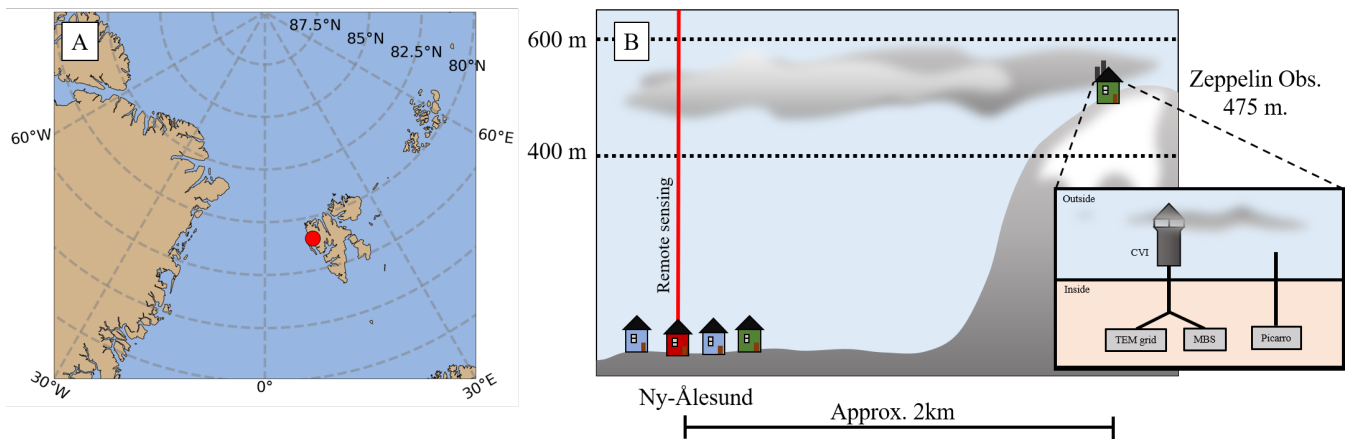 A
87.5°N
85°N
82.5°N
80°N
60°W
60°E
30°W
0°
30°E
B
600 m
400 m
Remote sensing
Zeppelin Obs.
475 m.
Outside
CVI
Inside
TEM grid
MBS
Picarro
Ny-Ålesund
Approx. 2km